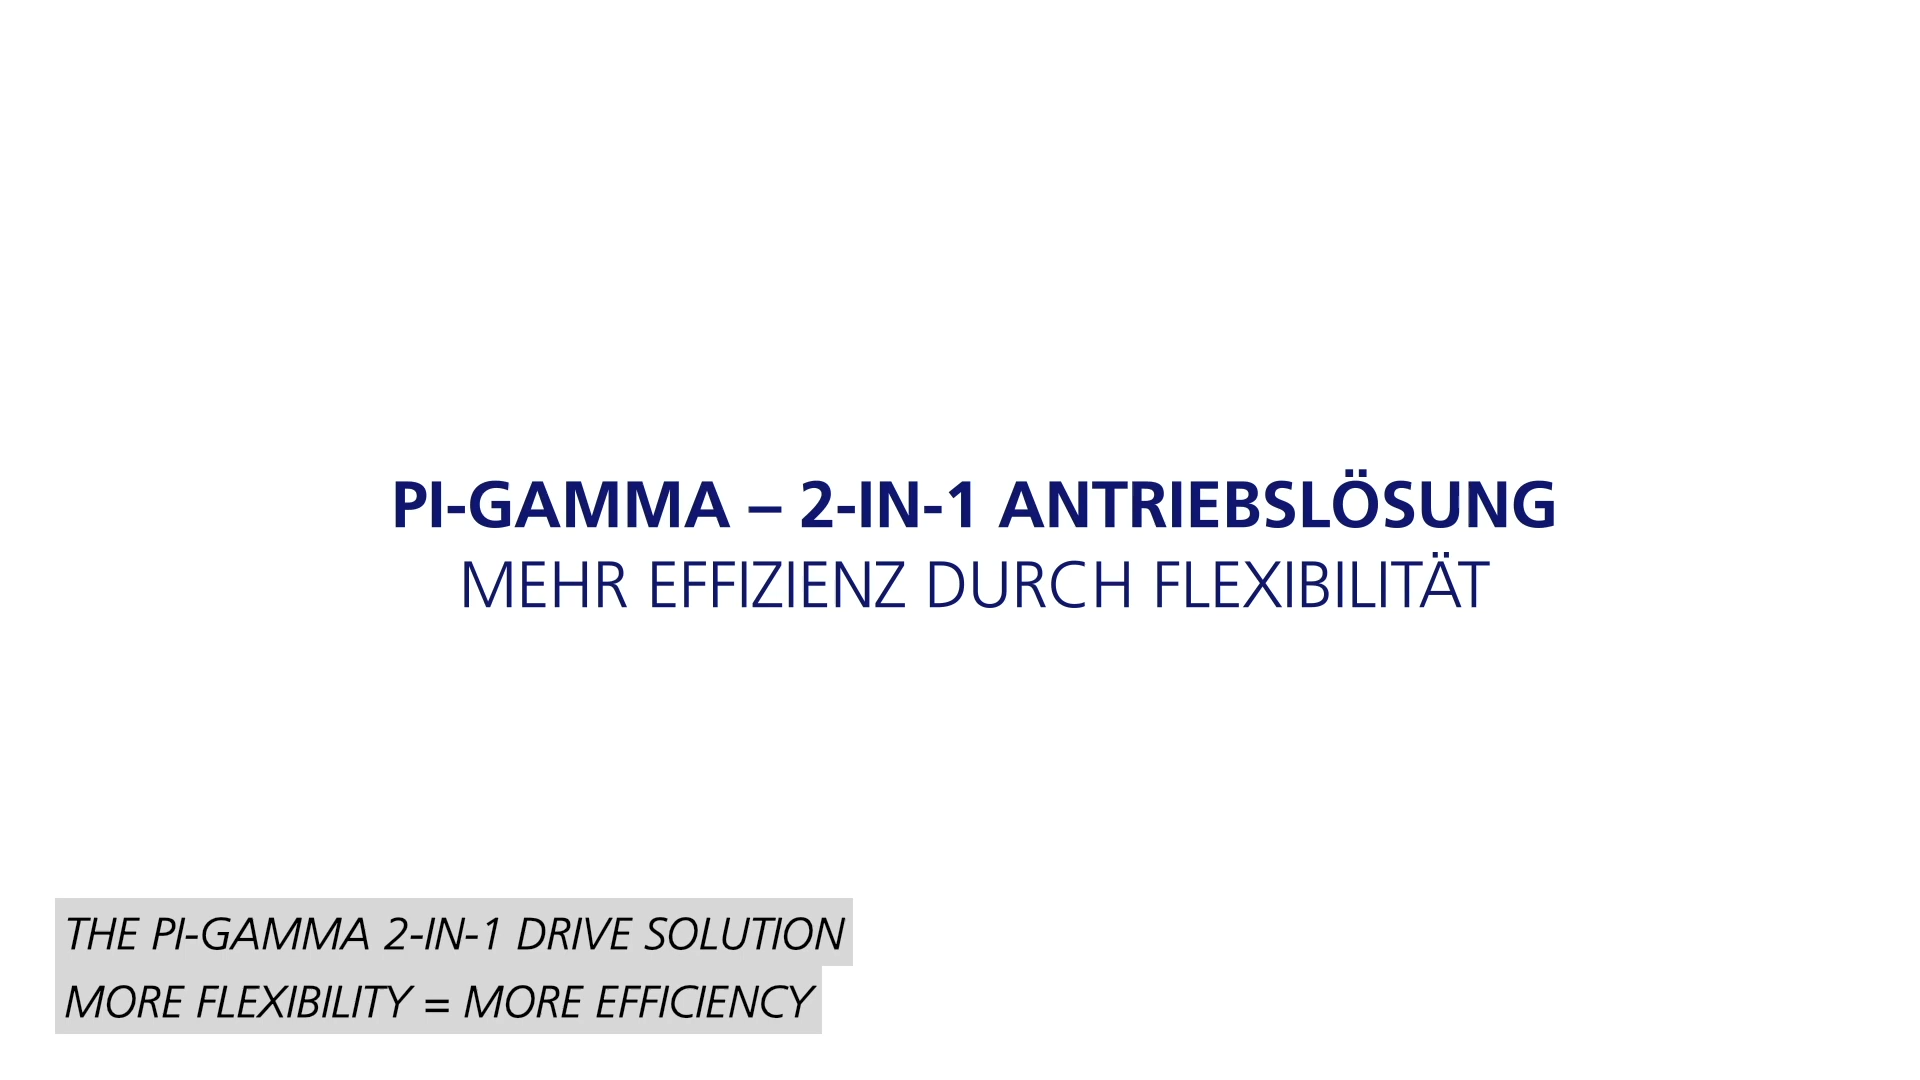 PI-GAMMA – 2-IN-1 ANTRIEBSLÖSUNG
MEHR EFFIZIENZ DURCH FLEXIBILITÄT
THE PI-GAMMA 2-IN-1 DRIVE SOLUTION
MORE FLEXIBILITY = MORE EFFICIENCY